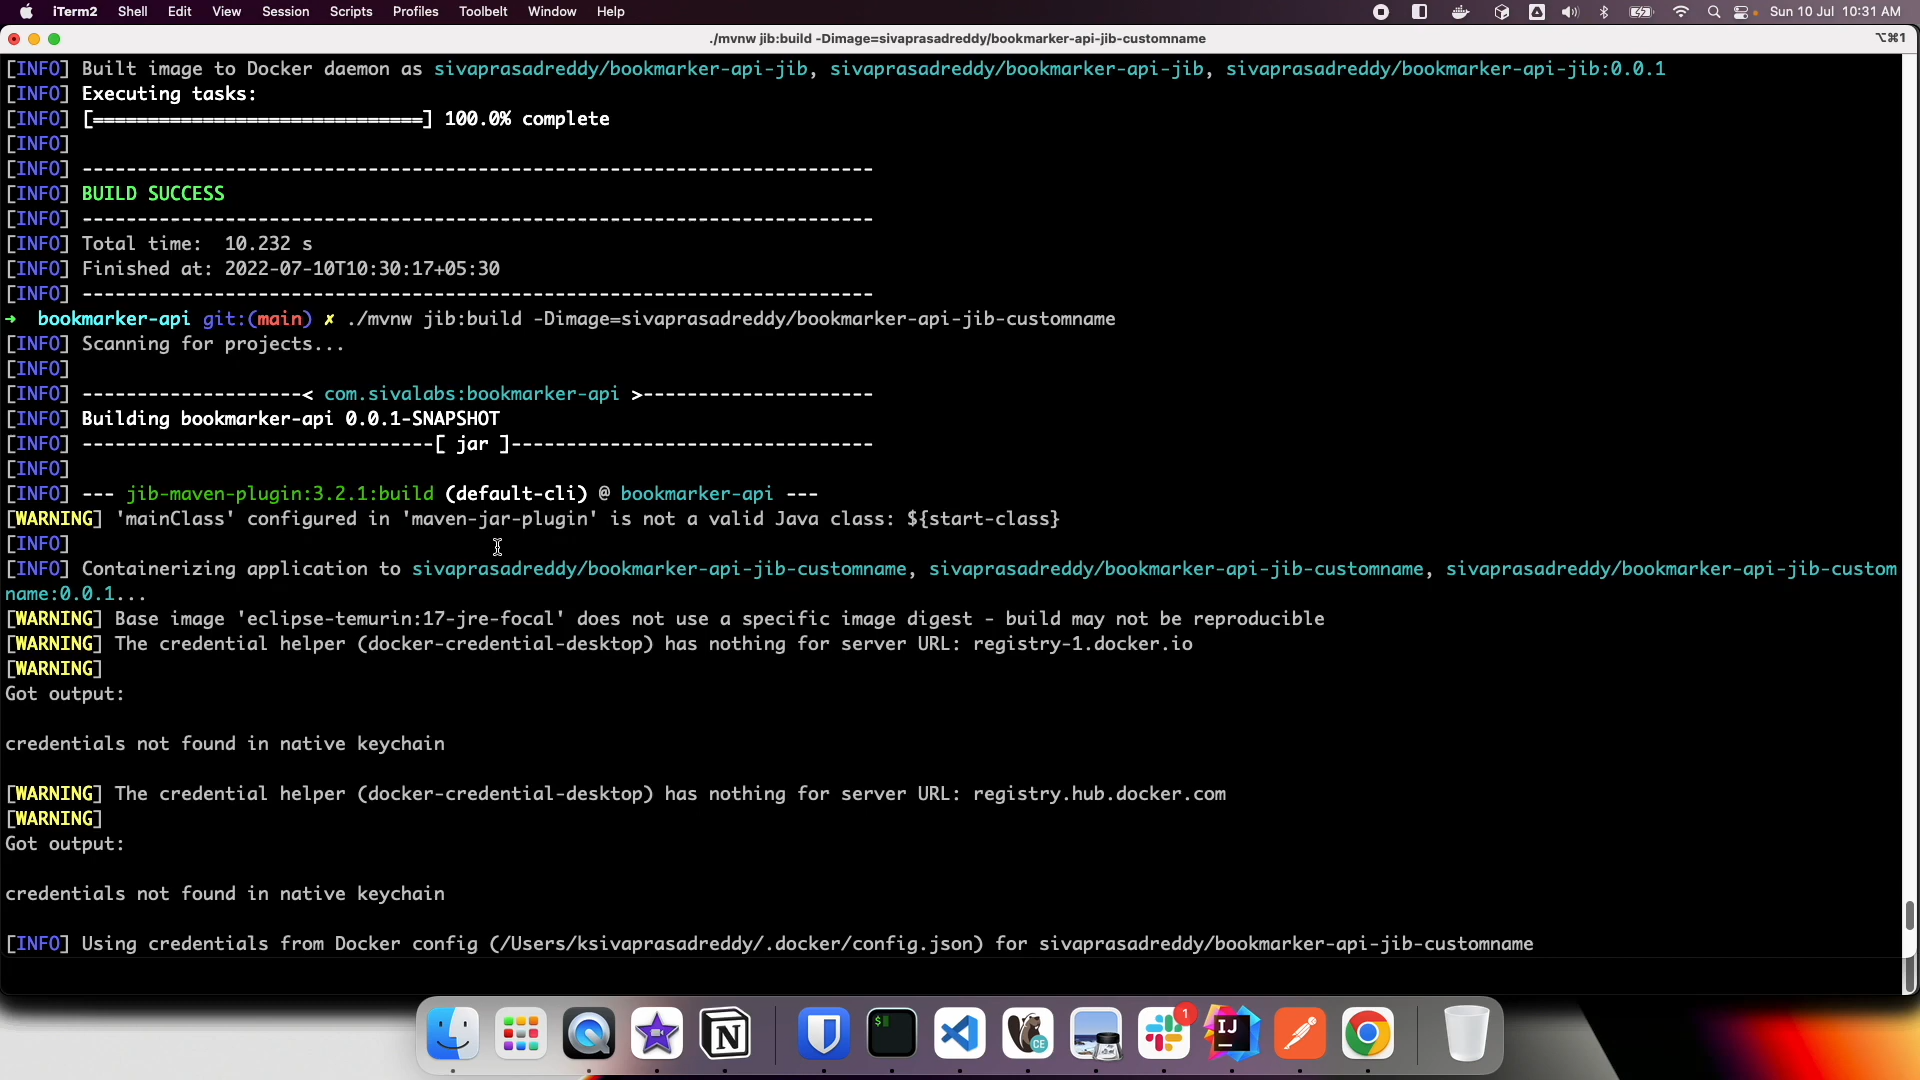 iTerm2 Shell Edit View Session Scripts Profiles Toolbelt Window Help Sun 10 Jul 10:31 AM
./mvnw jib:build -Dimage=sivaprasadreddy/bookmarker-api-jib-customname ⌥⌘1
[INFO] Built image to Docker daemon as sivaprasadreddy/bookmarker-api-jib, sivaprasadreddy/bookmarker-api-jib, sivaprasadreddy/bookmarker-api-jib:0.0.1
[INFO] Executing tasks:
[INFO] [==============================] 100.0% complete
[INFO]
[INFO] ------------------------------------------------------------------------
[INFO] BUILD SUCCESS
[INFO] ------------------------------------------------------------------------
[INFO] Total time:  10.232 s
[INFO] Finished at: 2022-07-10T10:30:17+05:30
[INFO] ------------------------------------------------------------------------
➜  bookmarker-api git:(main) ✗ ./mvnw jib:build -Dimage=sivaprasadreddy/bookmarker-api-jib-customname
[INFO] Scanning for projects...
[INFO]
[INFO] --------------------< com.sivalabs:bookmarker-api >---------------------
[INFO] Building bookmarker-api 0.0.1-SNAPSHOT
[INFO] --------------------------------[ jar ]---------------------------------
[INFO]
[INFO] --- jib-maven-plugin:3.2.1:build (default-cli) @ bookmarker-api ---
[WARNING] 'mainClass' configured in 'maven-jar-plugin' is not a valid Java class: ${start-class}
[INFO]
[INFO] Containerizing application to sivaprasadreddy/bookmarker-api-jib-customname, sivaprasadreddy/bookmarker-api-jib-customname, sivaprasadreddy/bookmarker-api-jib-custom
name:0.0.1...
[WARNING] Base image 'eclipse-temurin:17-jre-focal' does not use a specific image digest - build may not be reproducible
[WARNING] The credential helper (docker-credential-desktop) has nothing for server URL: registry-1.docker.io
[WARNING]
Got output:
credentials not found in native keychain
[WARNING] The credential helper (docker-credential-desktop) has nothing for server URL: registry.hub.docker.com
[WARNING]
Got output:
credentials not found in native keychain
[INFO] Using credentials from Docker config (/Users/ksivaprasadreddy/.docker/config.json) for sivaprasadreddy/bookmarker-api-jib-customname
$
CE
1
IJ